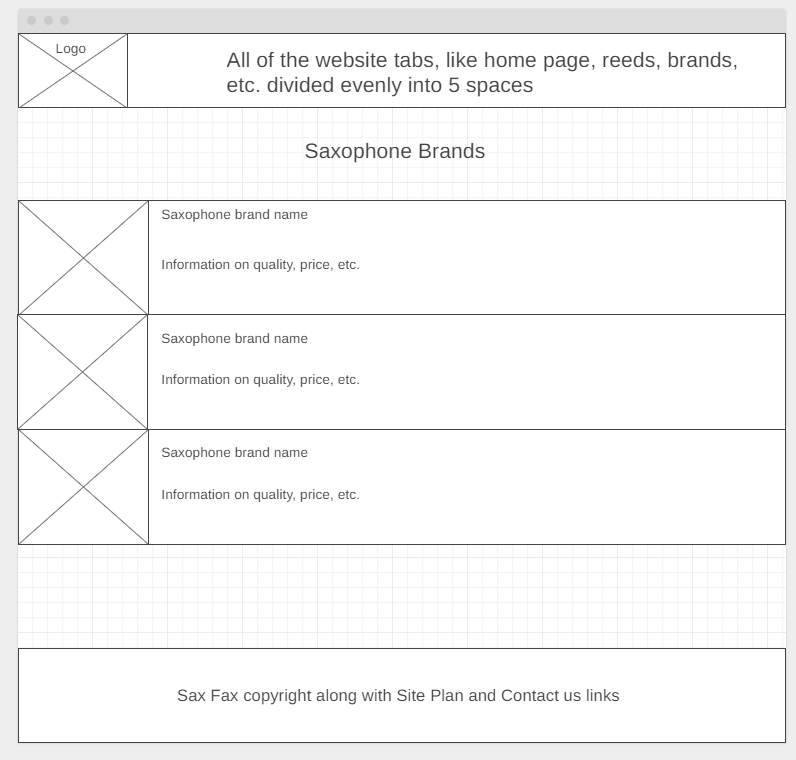 Logo
All of the website tabs, like home page, reeds, brands,
etc. divided evenly into 5 spaces
Saxophone Brands
Saxophone brand name
Information on quality, price, etc.
Saxophone brand name
Information on quality, price, etc.
Saxophone brand name
Information on quality, price, etc.
Sax Fax copyright along with Site Plan and Contact us links